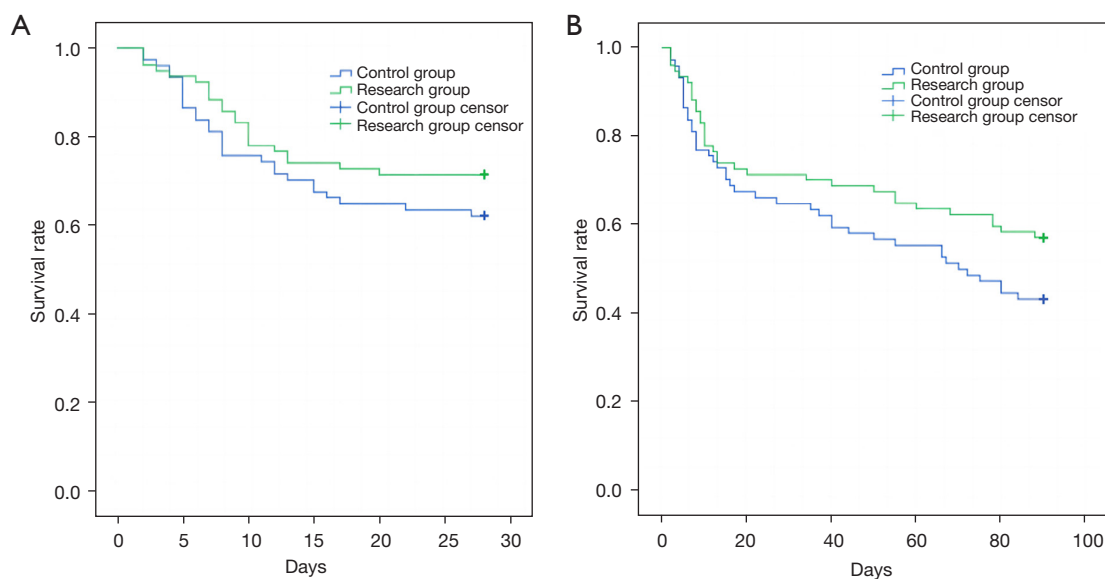 A
1.0
0.8
0.6
0.4
0.2
0.0
Survival rate
Control group
Research group
Control group censor
Research group censor
0 5 10 15 20 25 30
Days
B
1.0
0.8
0.6
0.4
0.2
0.0
Survival rate
Control group
Research group
Control group censor
Research group censor
0 20 40 60 80 100
Days